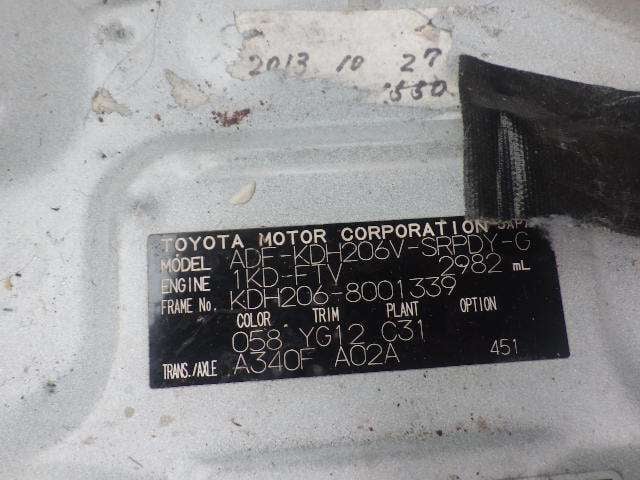 2013 10 27
550
TOYOTA MOTOR CORPORATION JAPAN
MODEL ADF-KDH206V-SRPDY-G
ENGINE 1KD-FTV 2982 mL
FRAME No. KDH206-8001339
COLOR TRIM PLANT OPTION
058 YG12 C31
TRANS./AXLE A340F A02A 451